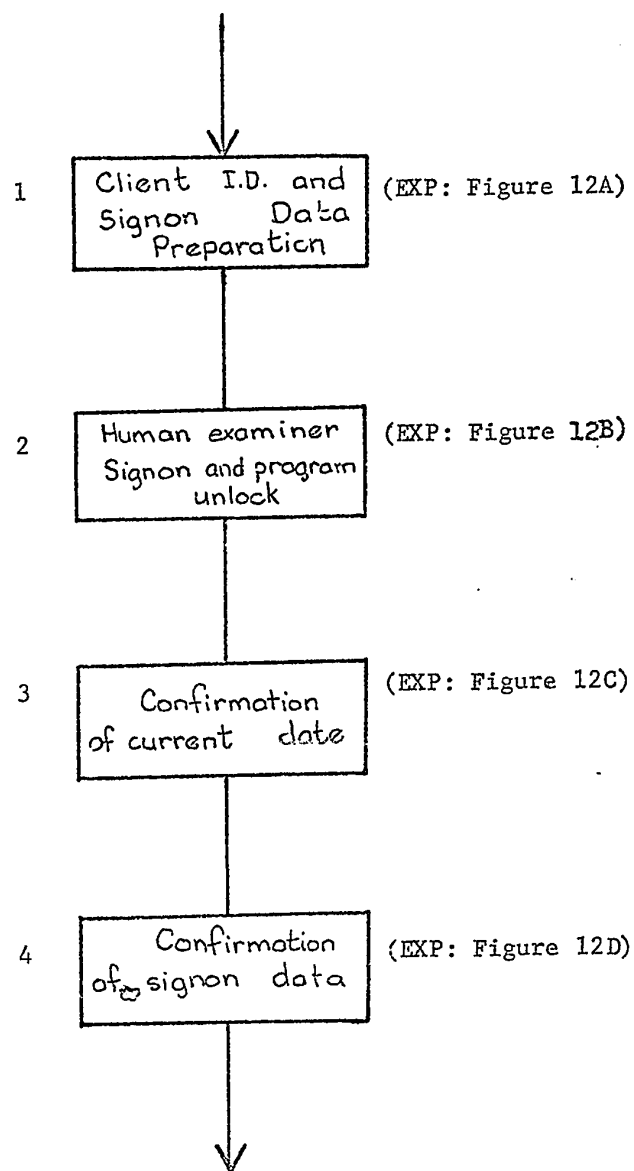 1
Client I.D. and
Signon Data
Preparation
(EXP: Figure 12A)
2
Human examiner
Signon and program
unlock
(EXP: Figure 12B)
3
Confirmation
of current date
(EXP: Figure 12C)
4
Confirmation
of signon data
(EXP: Figure 12D)